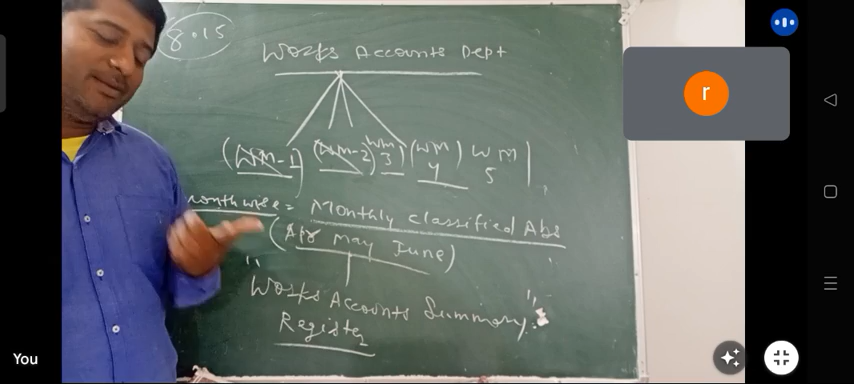 8.15
Works Accounts Dept
(WM-1) (WM-2) WM 3 (WM 4) WM 5
monthwise = Monthly Classified Abs
(Apr May June)
" Works Accounts Summary "
Register
r
You